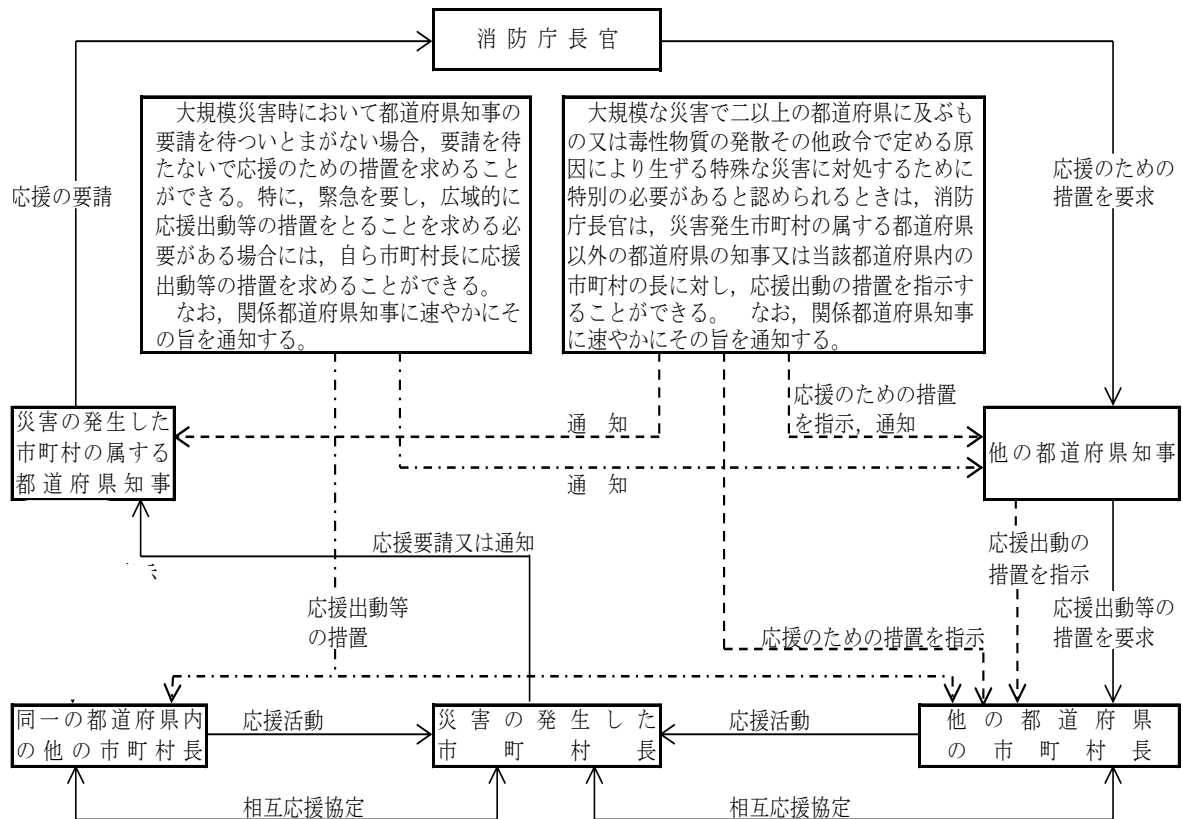 消防庁長官
大規模災害時において都道府県知事の
要請を待ついとまがない場合，要請を待
たないで応援のための措置を求めること
ができる。特に，緊急を要し，広域的に
応援出動等の措置をとることを求める必
要がある場合には，自ら市町村長に応援
出動等の措置を求めることができる。
なお，関係都道府県知事に速やかにそ
の旨を通知する。
大規模な災害で二以上の都道府県に及ぶも
の又は毒性物質の発散その他政令で定める原
因により生ずる特殊な災害に対処するために
特別の必要があると認められるときは，消防
庁長官は，災害発生市町村の属する都道府県
以外の都道府県の知事又は当該都道府県内の
市町村の長に対し，応援出動の措置を指示す
ることができる。　なお，関係都道府県知事
に速やかにその旨を通知する。
応援の要請
応援のための
措置を要求
応援のための措置
を指示，通知
通　知
通　知
災害の発生した
市町村の属する
都道府県知事
他の都道府県知事
応援要請又は通知
応援出動の
措置を指示
応援出動等
の措置
応援出動等の
措置を要求
応援のための措置を指示
同一の都道府県内
の他の市町村長
応援活動
災害の発生した
市町村長
応援活動
他の都道府県
の市町村長
相互応援協定
相互応援協定